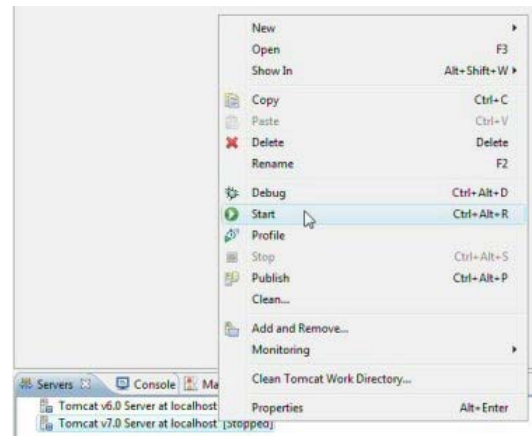 New
Open F3
Show In Alt+Shift+W
Copy Ctrl+C
Paste Ctrl+V
Delete Delete
Rename F2
Debug Ctrl+Alt+D
Start Ctrl+Alt+R
Profile
Stop Ctrl+Alt+S
Publish Ctrl+Alt+P
Clean...
Add and Remove...
Monitoring
Clean Tomcat Work Directory...
Properties Alt+Enter
Servers Console Ma
Tomcat v6.0 Server at localhost
Tomcat v7.0 Server at localhost [Stopped]